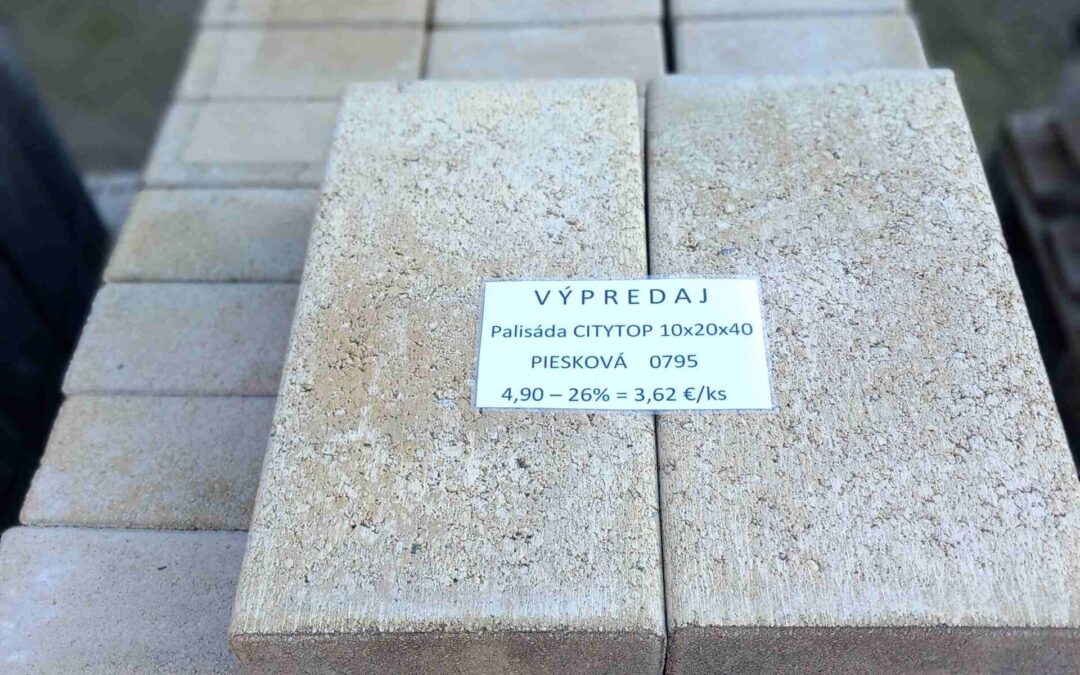 VÝPREDAJ
Palisáda CITYTOP 10x20x40
PIESKOVÁ 0795
4,90 – 26% = 3,62 €/ks